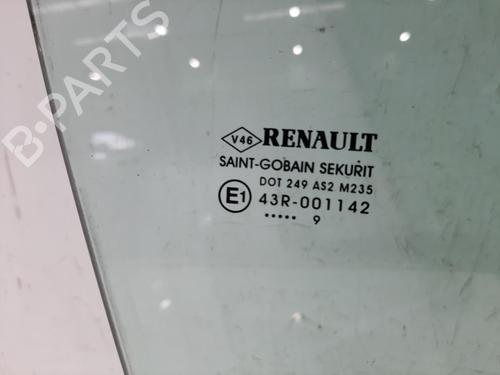 B-PARTS
V46 RENAULT
SAINT-GOBAIN SEKURIT
DOT 249 AS2 M235
E1 43R-001142
..... 9